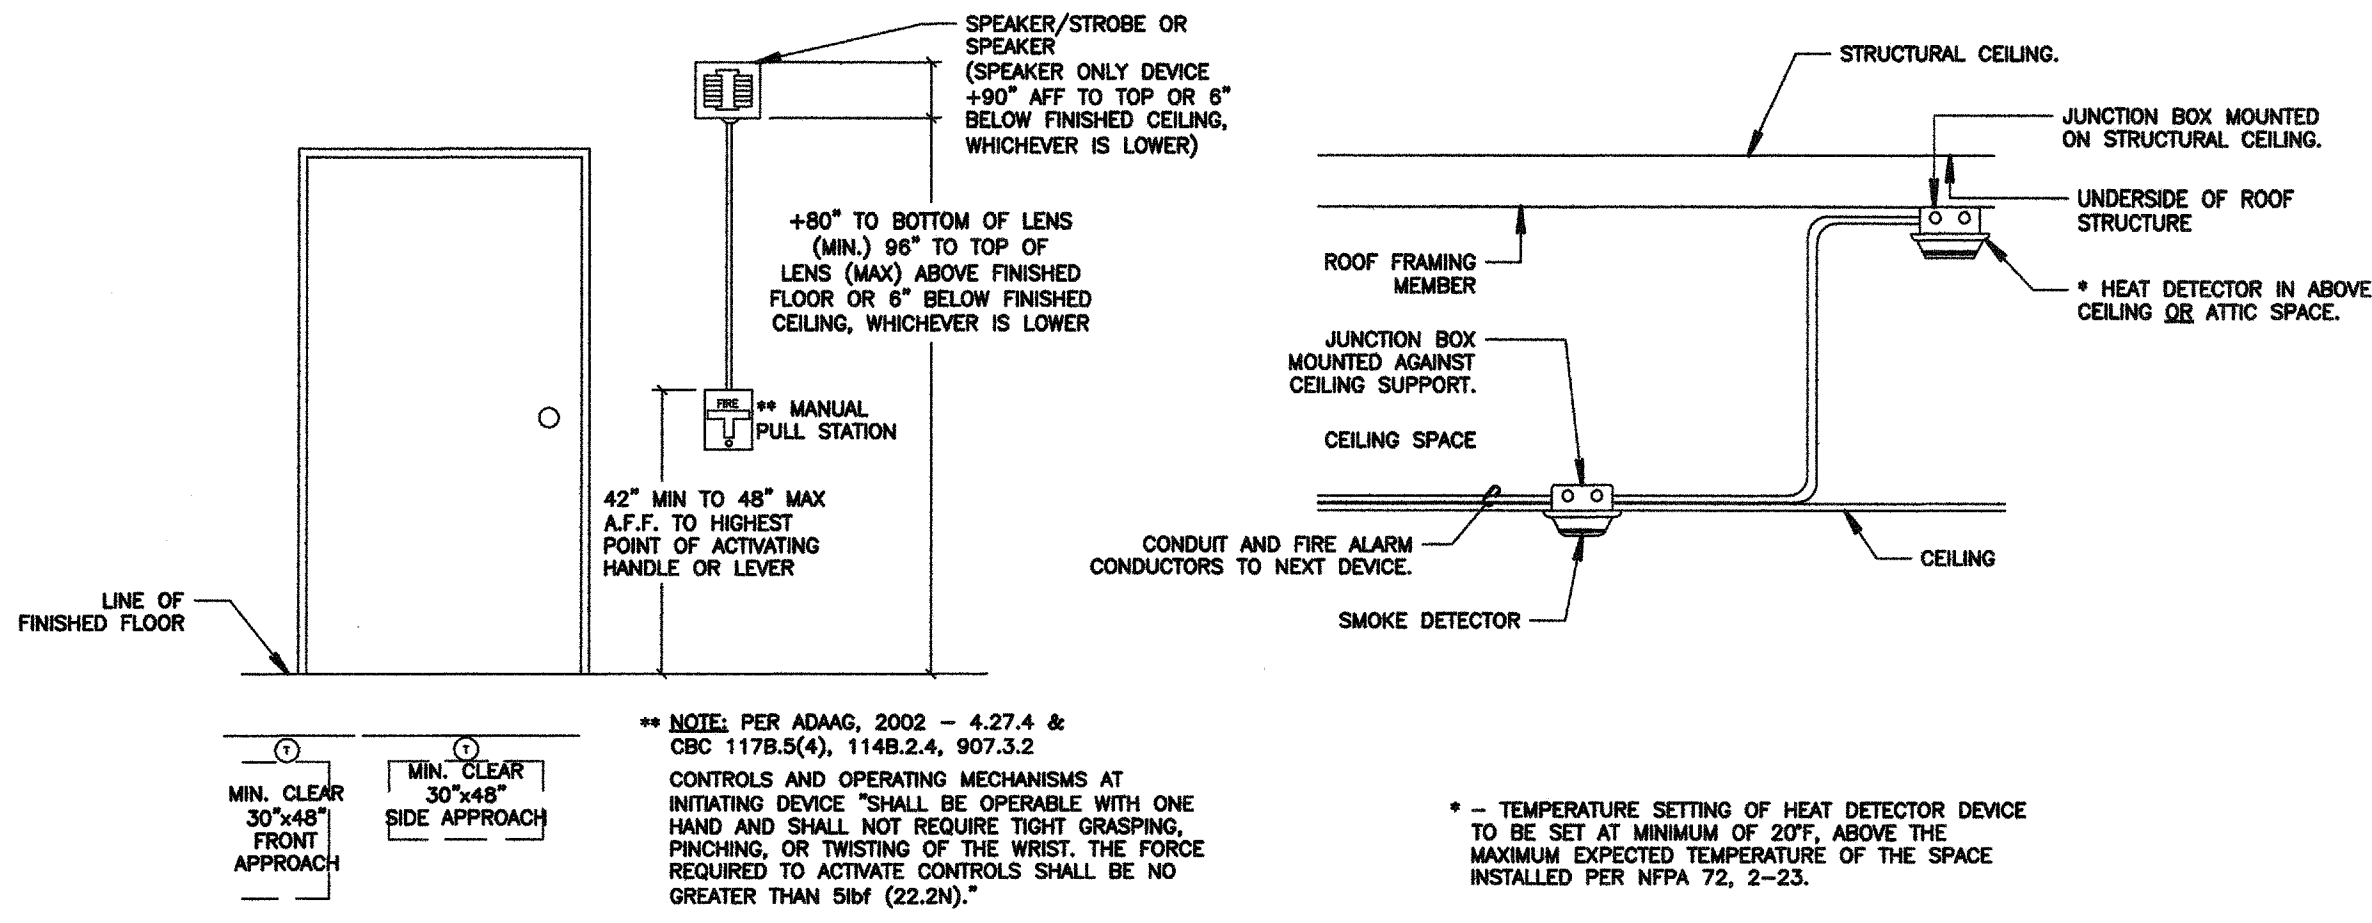 SPEAKER/STROBE OR
SPEAKER
(SPEAKER ONLY DEVICE
+90" AFF TO TOP OR 6"
BELOW FINISHED CEILING,
WHICHEVER IS LOWER)
+80" TO BOTTOM OF LENS
(MIN.) 96" TO TOP OF
LENS (MAX) ABOVE FINISHED
FLOOR OR 6" BELOW FINISHED
CEILING, WHICHEVER IS LOWER
FIRE
** MANUAL
PULL STATION
42" MIN TO 48" MAX
A.F.F. TO HIGHEST
POINT OF ACTIVATING
HANDLE OR LEVER
LINE OF
FINISHED FLOOR
T
MIN. CLEAR
30"x48"
FRONT
APPROACH
T
MIN. CLEAR
30"x48"
SIDE APPROACH
** NOTE: PER ADAAG, 2002 - 4.27.4 &
CBC 117B.5(4), 114B.2.4, 907.3.2
CONTROLS AND OPERATING MECHANISMS AT
INITIATING DEVICE "SHALL BE OPERABLE WITH ONE
HAND AND SHALL NOT REQUIRE TIGHT GRASPING,
PINCHING, OR TWISTING OF THE WRIST. THE FORCE
REQUIRED TO ACTIVATE CONTROLS SHALL BE NO
GREATER THAN 5lbf (22.2N)."
STRUCTURAL CEILING.
JUNCTION BOX MOUNTED
ON STRUCTURAL CEILING.
UNDERSIDE OF ROOF
STRUCTURE
ROOF FRAMING
MEMBER
* HEAT DETECTOR IN ABOVE
CEILING OR ATTIC SPACE.
JUNCTION BOX
MOUNTED AGAINST
CEILING SUPPORT.
CEILING SPACE
CONDUIT AND FIRE ALARM
CONDUCTORS TO NEXT DEVICE.
CEILING
SMOKE DETECTOR
* - TEMPERATURE SETTING OF HEAT DETECTOR DEVICE
TO BE SET AT MINIMUM OF 20°F, ABOVE THE
MAXIMUM EXPECTED TEMPERATURE OF THE SPACE
INSTALLED PER NFPA 72, 2-23.